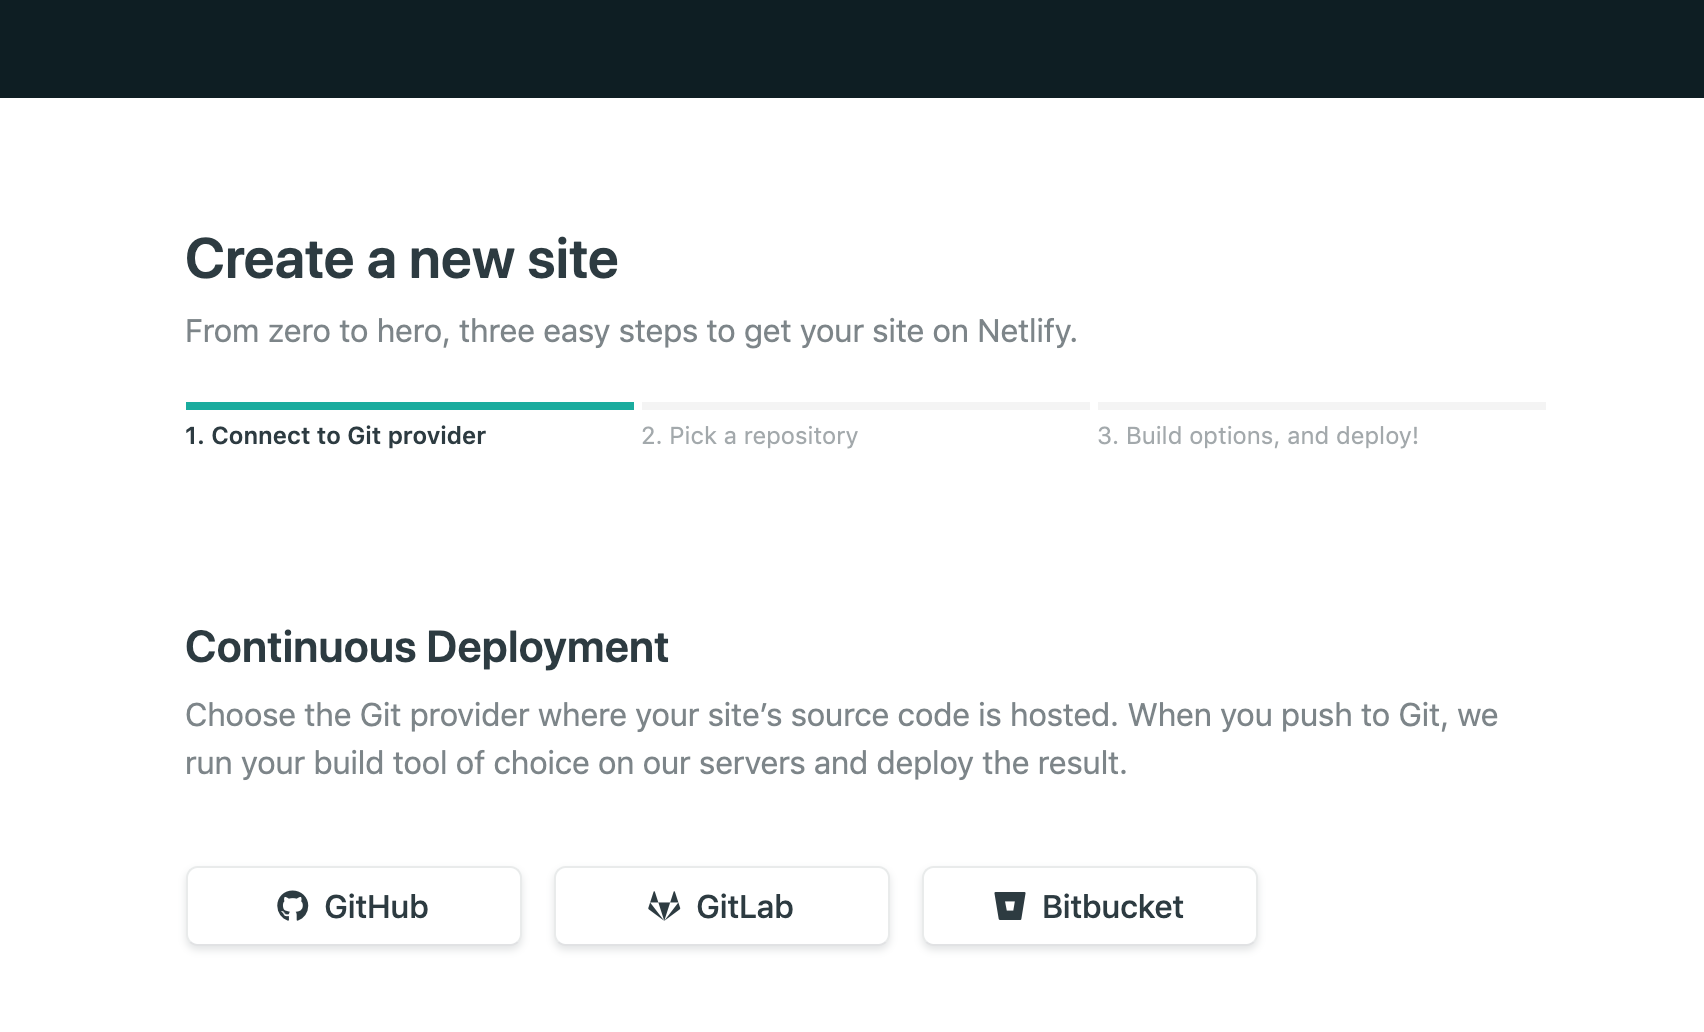 Create a new site
From zero to hero, three easy steps to get your site on Netlify.
1. Connect to Git provider
2. Pick a repository
3. Build options, and deploy!
Continuous Deployment
Choose the Git provider where your site’s source code is hosted. When you push to Git, we
run your build tool of choice on our servers and deploy the result.
GitHub
GitLab
Bitbucket